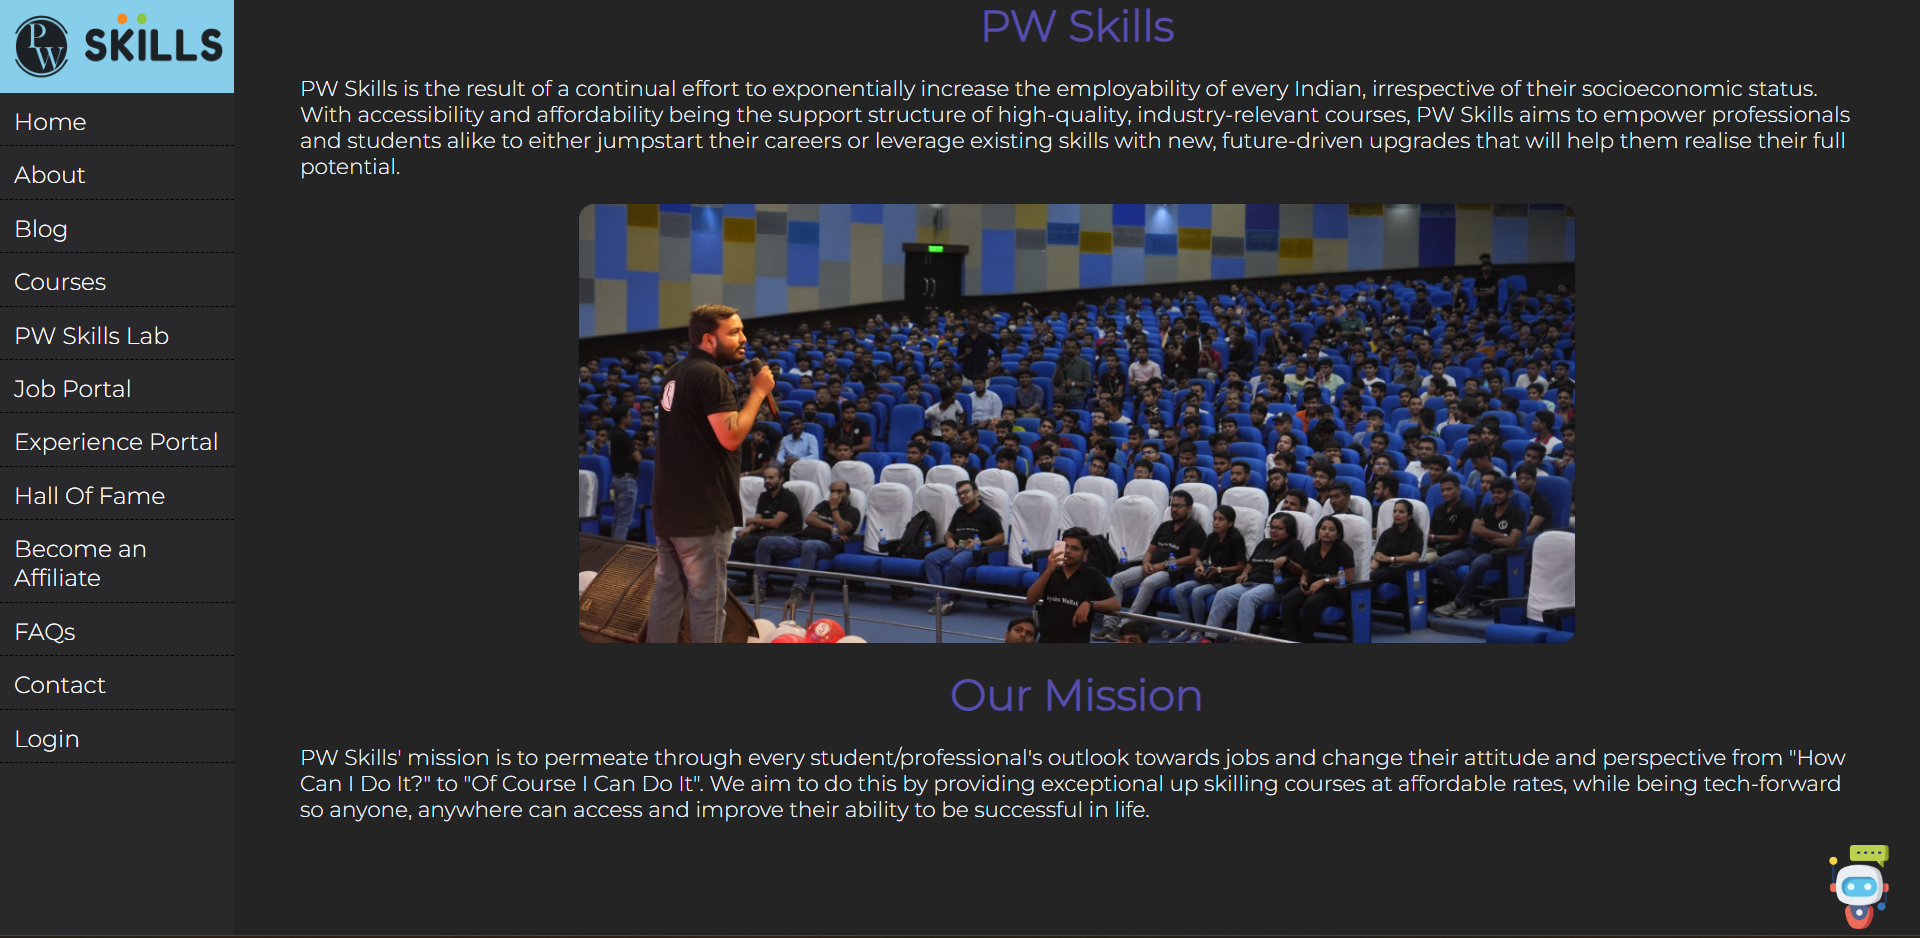 PW SKILLS
Home
About
Blog
Courses
PW Skills Lab
Job Portal
Experience Portal
Hall Of Fame
Become an
Affiliate
FAQs
Contact
Login
PW Skills
PW Skills is the result of a continual effort to exponentially increase the employability of every Indian, irrespective of their socioeconomic status.
With accessibility and affordability being the support structure of high-quality, industry-relevant courses, PW Skills aims to empower professionals
and students alike to either jumpstart their careers or leverage existing skills with new, future-driven upgrades that will help them realise their full
potential.
Our Mission
PW Skills' mission is to permeate through every student/professional's outlook towards jobs and change their attitude and perspective from "How
Can I Do It?" to "Of Course I Can Do It". We aim to do this by providing exceptional up skilling courses at affordable rates, while being tech-forward
so anyone, anywhere can access and improve their ability to be successful in life.